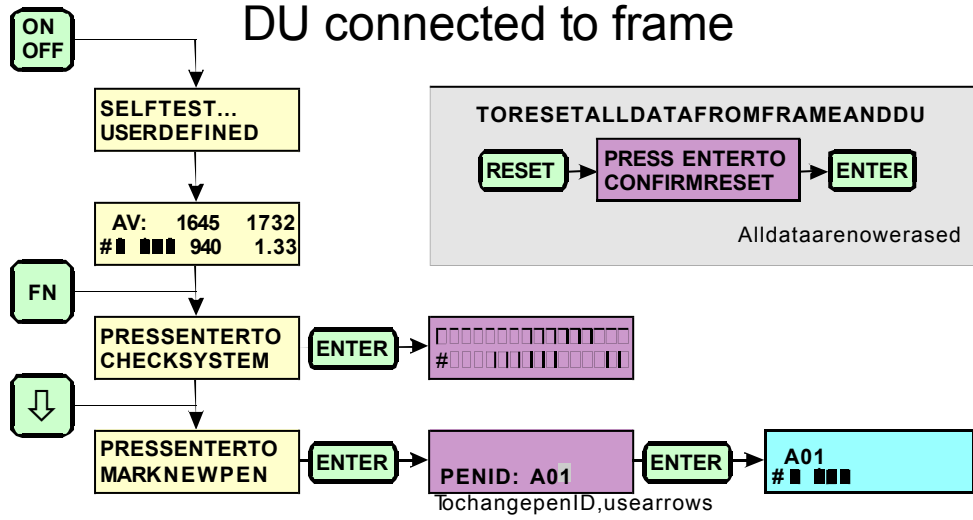 DU connected to frame
ON
OFF
SELFTEST...
USERDEFINED
TORESETALLDATAFROMFRAMEANDDU
RESET
PRESS ENTERTO
CONFIRMRESET
ENTER
Alldataarenowerased
AV: 1645 1732
# 940 1.33
FN
PRESSENTERTO
CHECKSYSTEM
ENTER
#
⇩
PRESSENTERTO
MARKNEWPEN
ENTER
PENID: A01
TochangepenID,usearrows
ENTER
A01
#